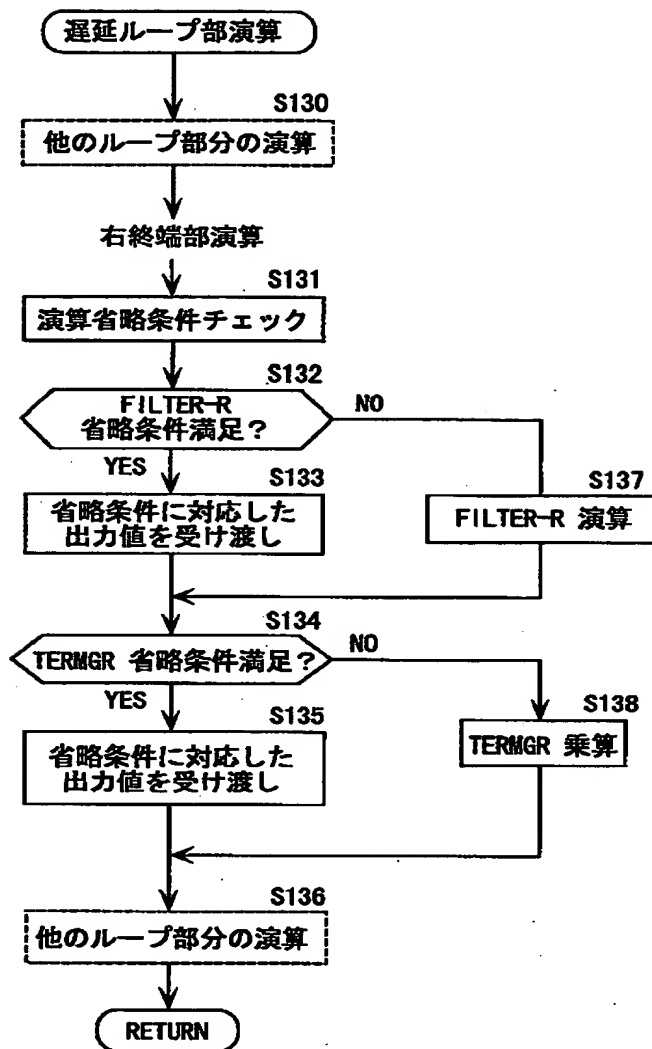 遅延ループ部演算
S130
他のループ部分の演算
右終端部演算
S131
演算省略条件チェック
S132
FILTER-R
省略条件満足?
NO
YES
S133
省略条件に対応した
出力値を受け渡し
S137
FILTER-R 演算
S134
TERMGR 省略条件満足?
NO
YES
S135
省略条件に対応した
出力値を受け渡し
S138
TERMGR 乗算
S136
他のループ部分の演算
RETURN